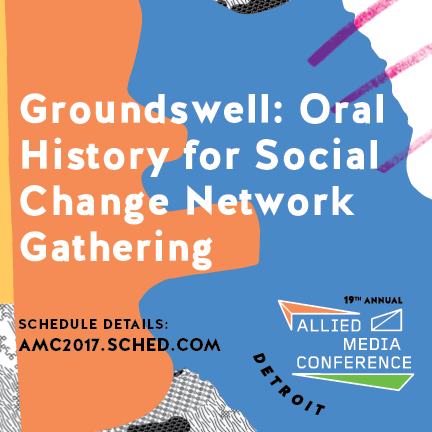 Groundswell: Oral
History for Social
Change Network
Gathering
SCHEDULE DETAILS:
AMC2017.SCHED.COM
19TH ANNUAL
ALLIED
MEDIA
CONFERENCE
DETROIT